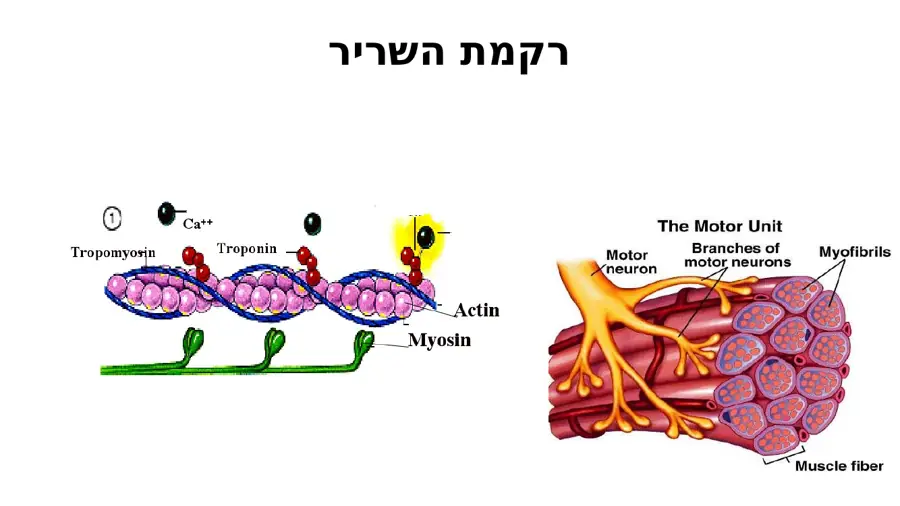 רקמת השריר
1
Ca++
Tropomyosin
Troponin
Actin
Myosin
The Motor Unit
Motor
neuron
Branches of
motor neurons
Myofibrils
Muscle fiber